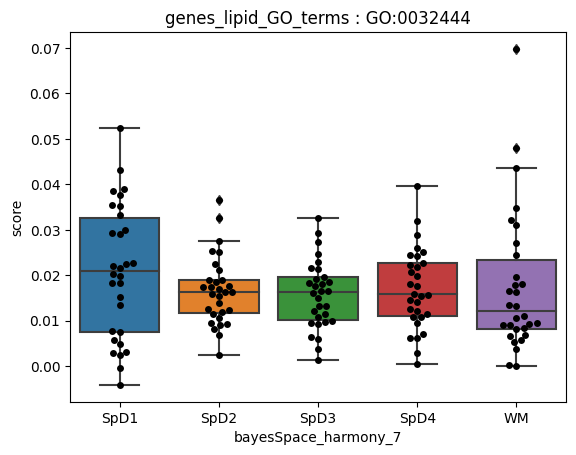 genes_lipid_GO_terms : GO:0032444
0.07
0.06
0.05
0.04
0.03
0.02
0.01
0.00
score
SpD1 SpD2 SpD3 SpD4 WM
bayesSpace_harmony_7